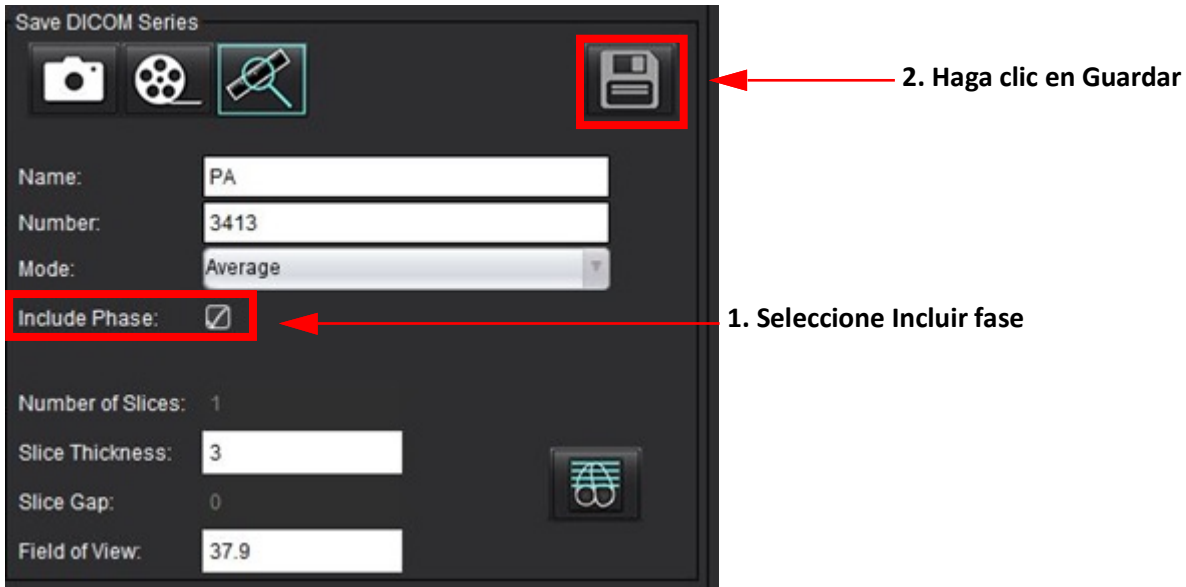 Save DICOM Series
2. Haga clic en Guardar
Name: PA
Number: 3413
Mode: Average
Include Phase:
1. Seleccione Incluir fase
Number of Slices: 1
Slice Thickness: 3
Slice Gap: 0
Field of View: 37.9